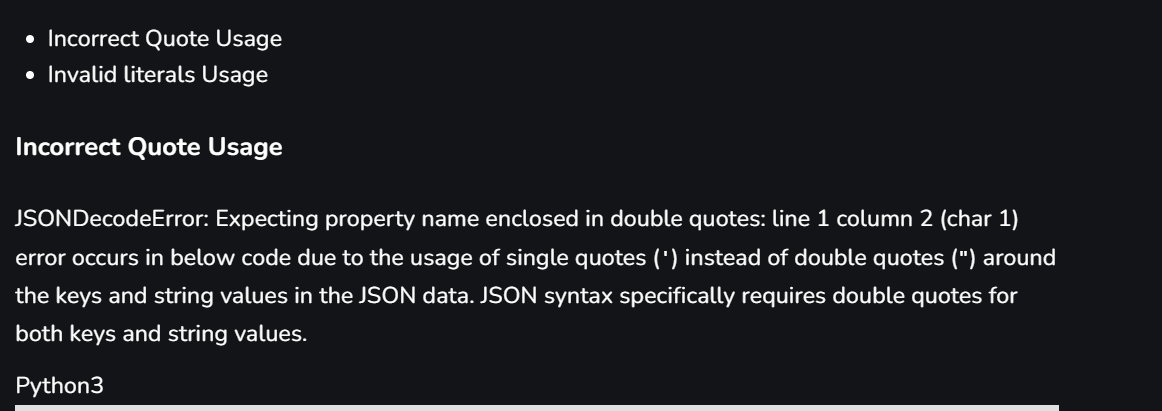 Incorrect Quote Usage
Invalid literals Usage
Incorrect Quote Usage
JSONDecodeError: Expecting property name enclosed in double quotes: line 1 column 2 (char 1)
error occurs in below code due to the usage of single quotes (') instead of double quotes (") around
the keys and string values in the JSON data. JSON syntax specifically requires double quotes for
both keys and string values.
Python3